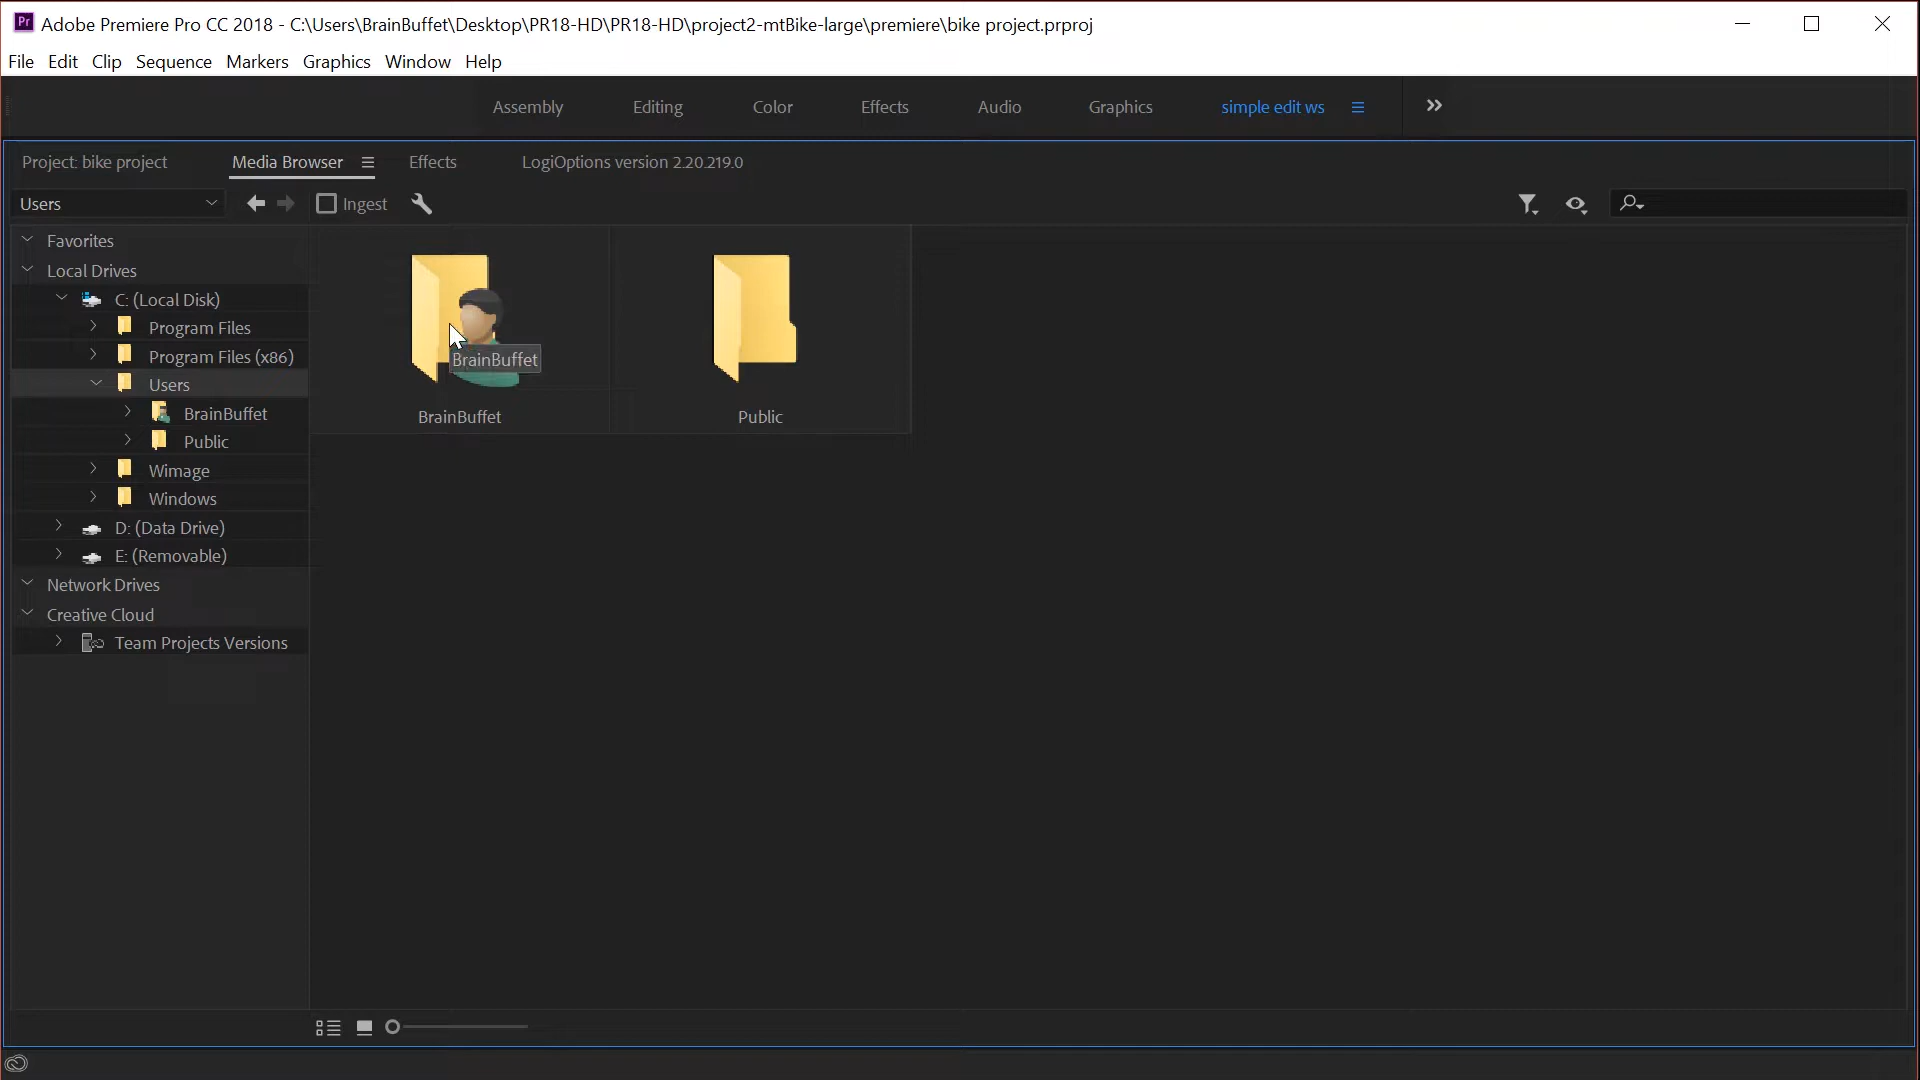 Pr Adobe Premiere Pro CC 2018 - C:\Users\BrainBuffet\Desktop\PR18-HD\PR18-HD\project2-mtBike-large\premiere\bike project.prproj
File Edit Clip Sequence Markers Graphics Window Help
Assembly Editing Color Effects Audio Graphics simple edit ws
Project: bike project Media Browser Effects LogiOptions version 2.20.219.0
Users Ingest
Favorites
Local Drives
C: (Local Disk)
Program Files
Program Files (x86)
Users
BrainBuffet
Public
Wimage
Windows
D: (Data Drive)
E: (Removable)
Network Drives
Creative Cloud
Team Projects Versions
BrainBuffet
BrainBuffet Public